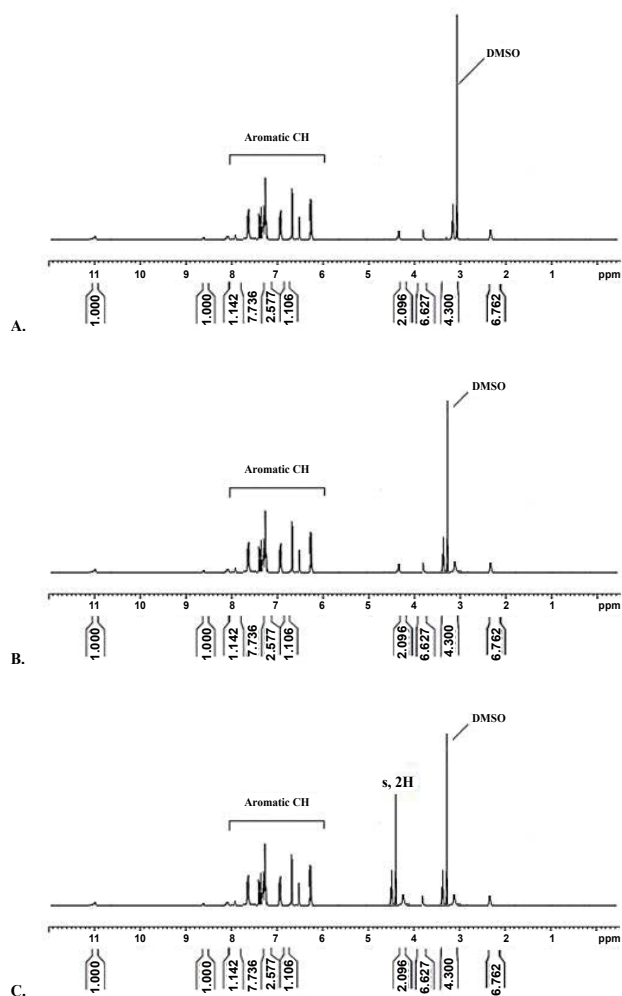 DMSO
Aromatic CH
11 10 9 8 7 6 5 4 3 2 1 ppm
1.000 1.000 1.142 7.736 2.577 1.106 2.096 6.627 4.300 6.762
A.
DMSO
Aromatic CH
11 10 9 8 7 6 5 4 3 2 1 ppm
1.000 1.000 1.142 7.736 2.577 1.106 2.096 6.627 4.300 6.762
B.
DMSO
s, 2H
Aromatic CH
11 10 9 8 7 6 5 4 3 2 1 ppm
1.000 1.000 1.142 7.736 2.577 1.106 2.096 6.627 4.300 6.762
C.